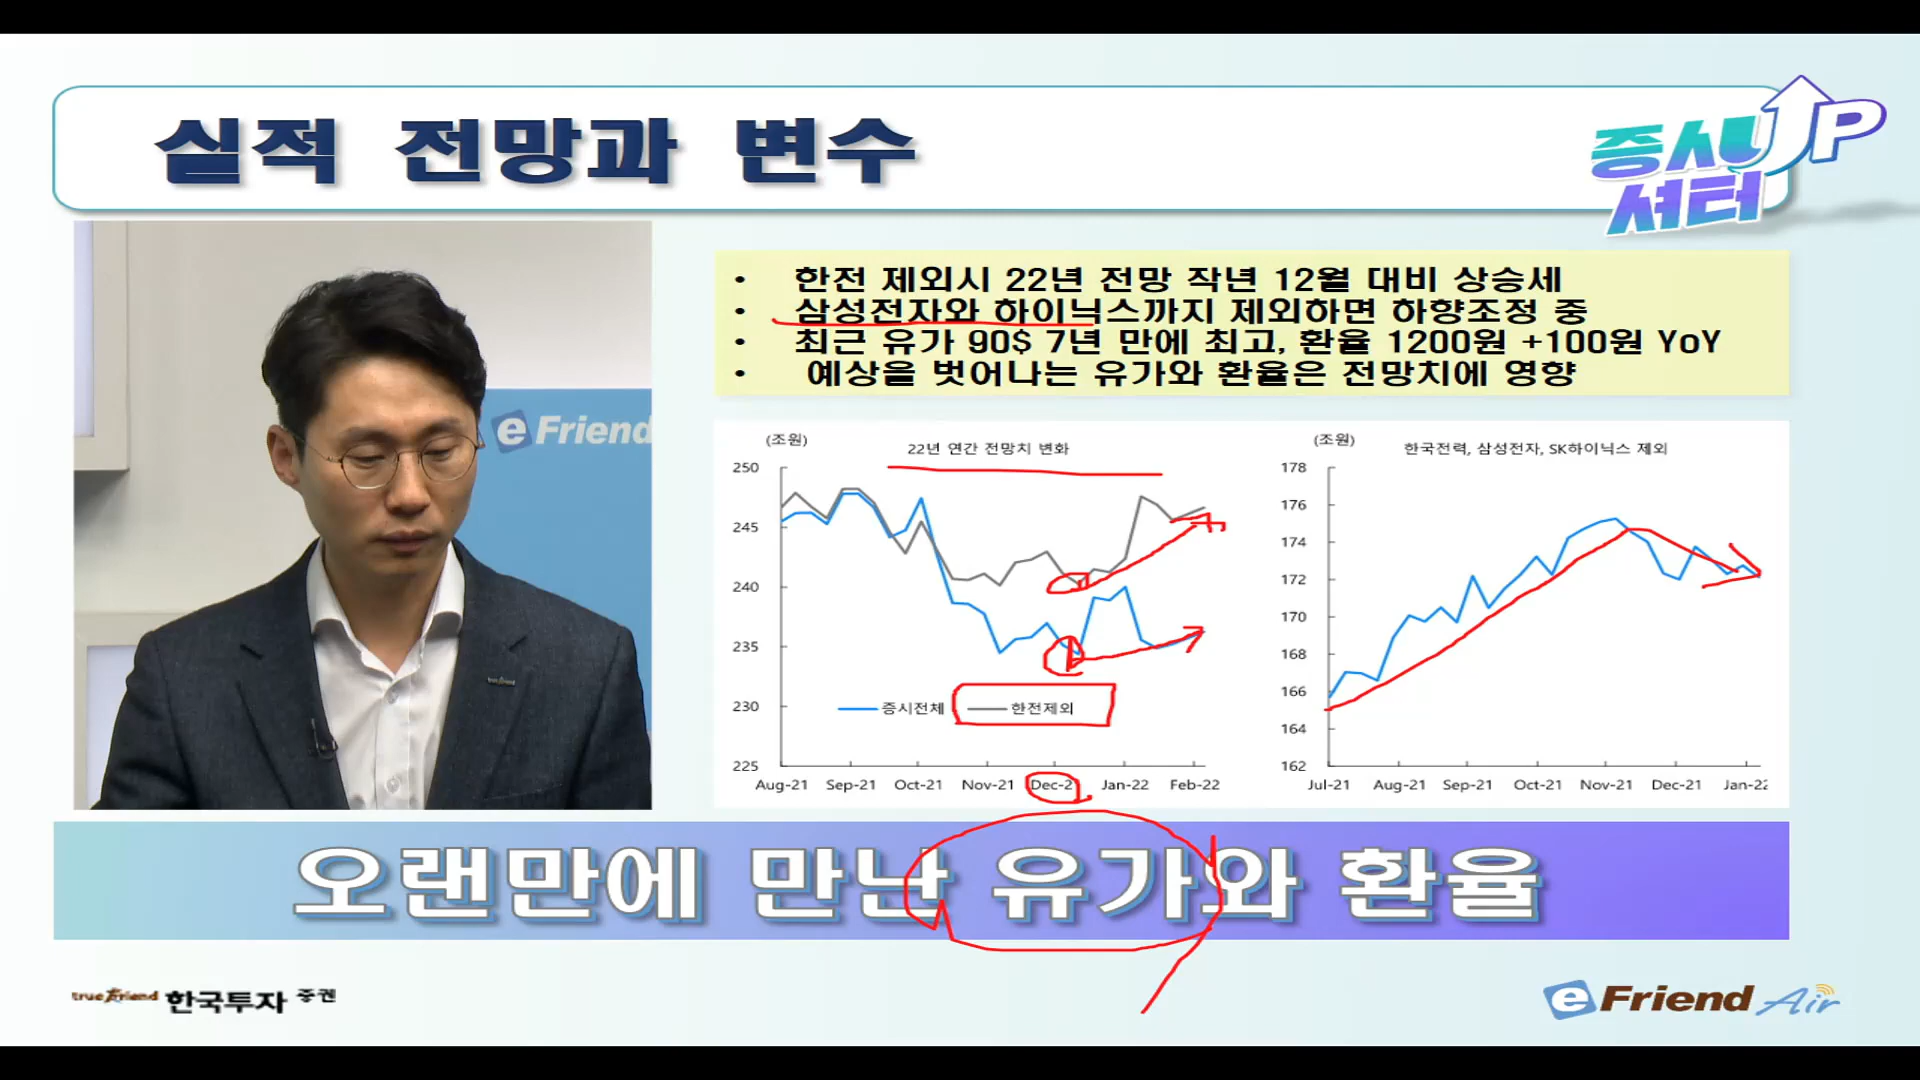 실적 전망과 변수
증시 UP
셔터
e Friend
• 한전 제외시 22년 전망 작년 12월 대비 상승세
• 삼성전자와 하이닉스까지 제외하면 하향조정 중
• 최근 유가 90$ 7년 만에 최고, 환율 1200원 +100원 YoY
• 예상을 벗어나는 유가와 환율은 전망치에 영향
(조원)
22년 연간 전망치 변화
250
245
240
235
230
225
증시전체 한전제외
Aug-21 Sep-21 Oct-21 Nov-21 Dec-2 Jan-22 Feb-22
(조원)
한국전력, 삼성전자, SK하이닉스 제외
178
176
174
172
170
168
166
164
162
Jul-21 Aug-21 Sep-21 Oct-21 Nov-21 Dec-21 Jan-22
오랜만에 만난 유가와 환율
true Friend 한국투자 증권
e Friend Air